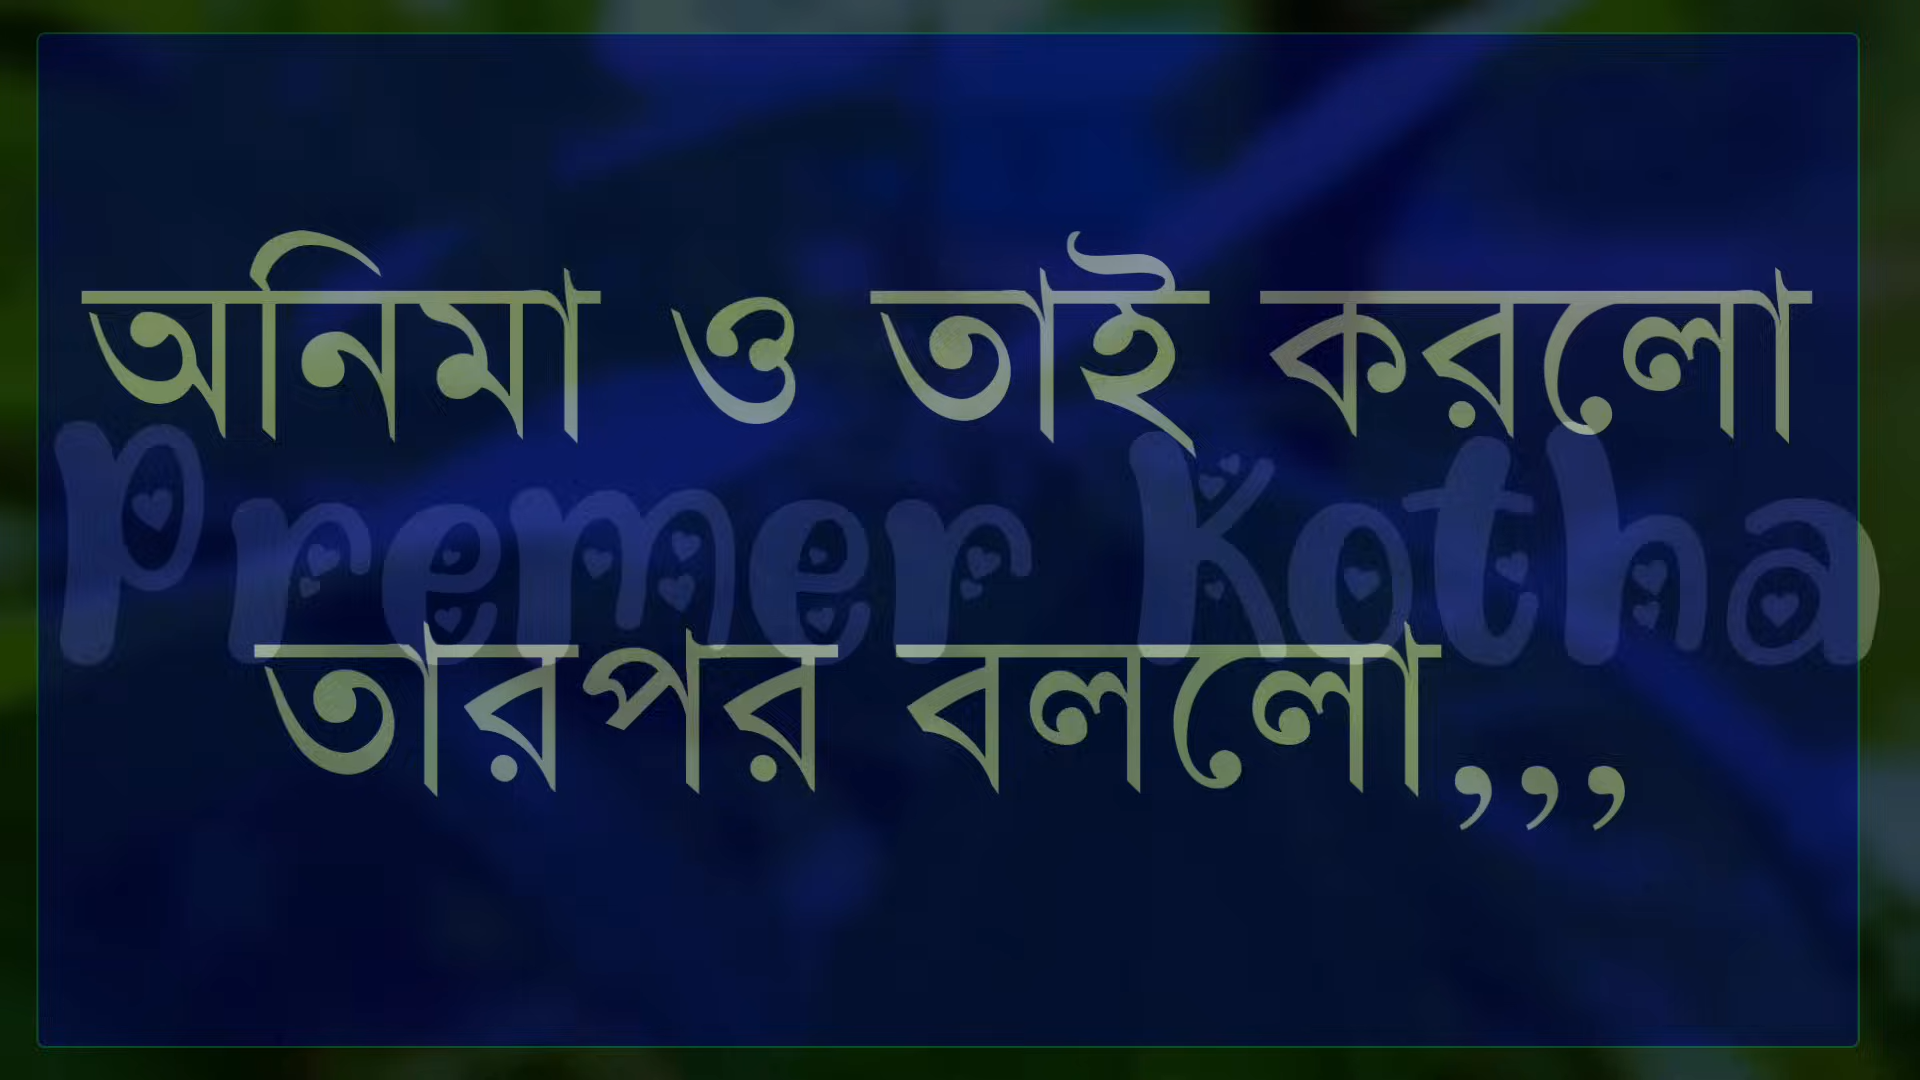 অনিমা ও তাই করলো
Premer Kotha
তারপর বললো,,,